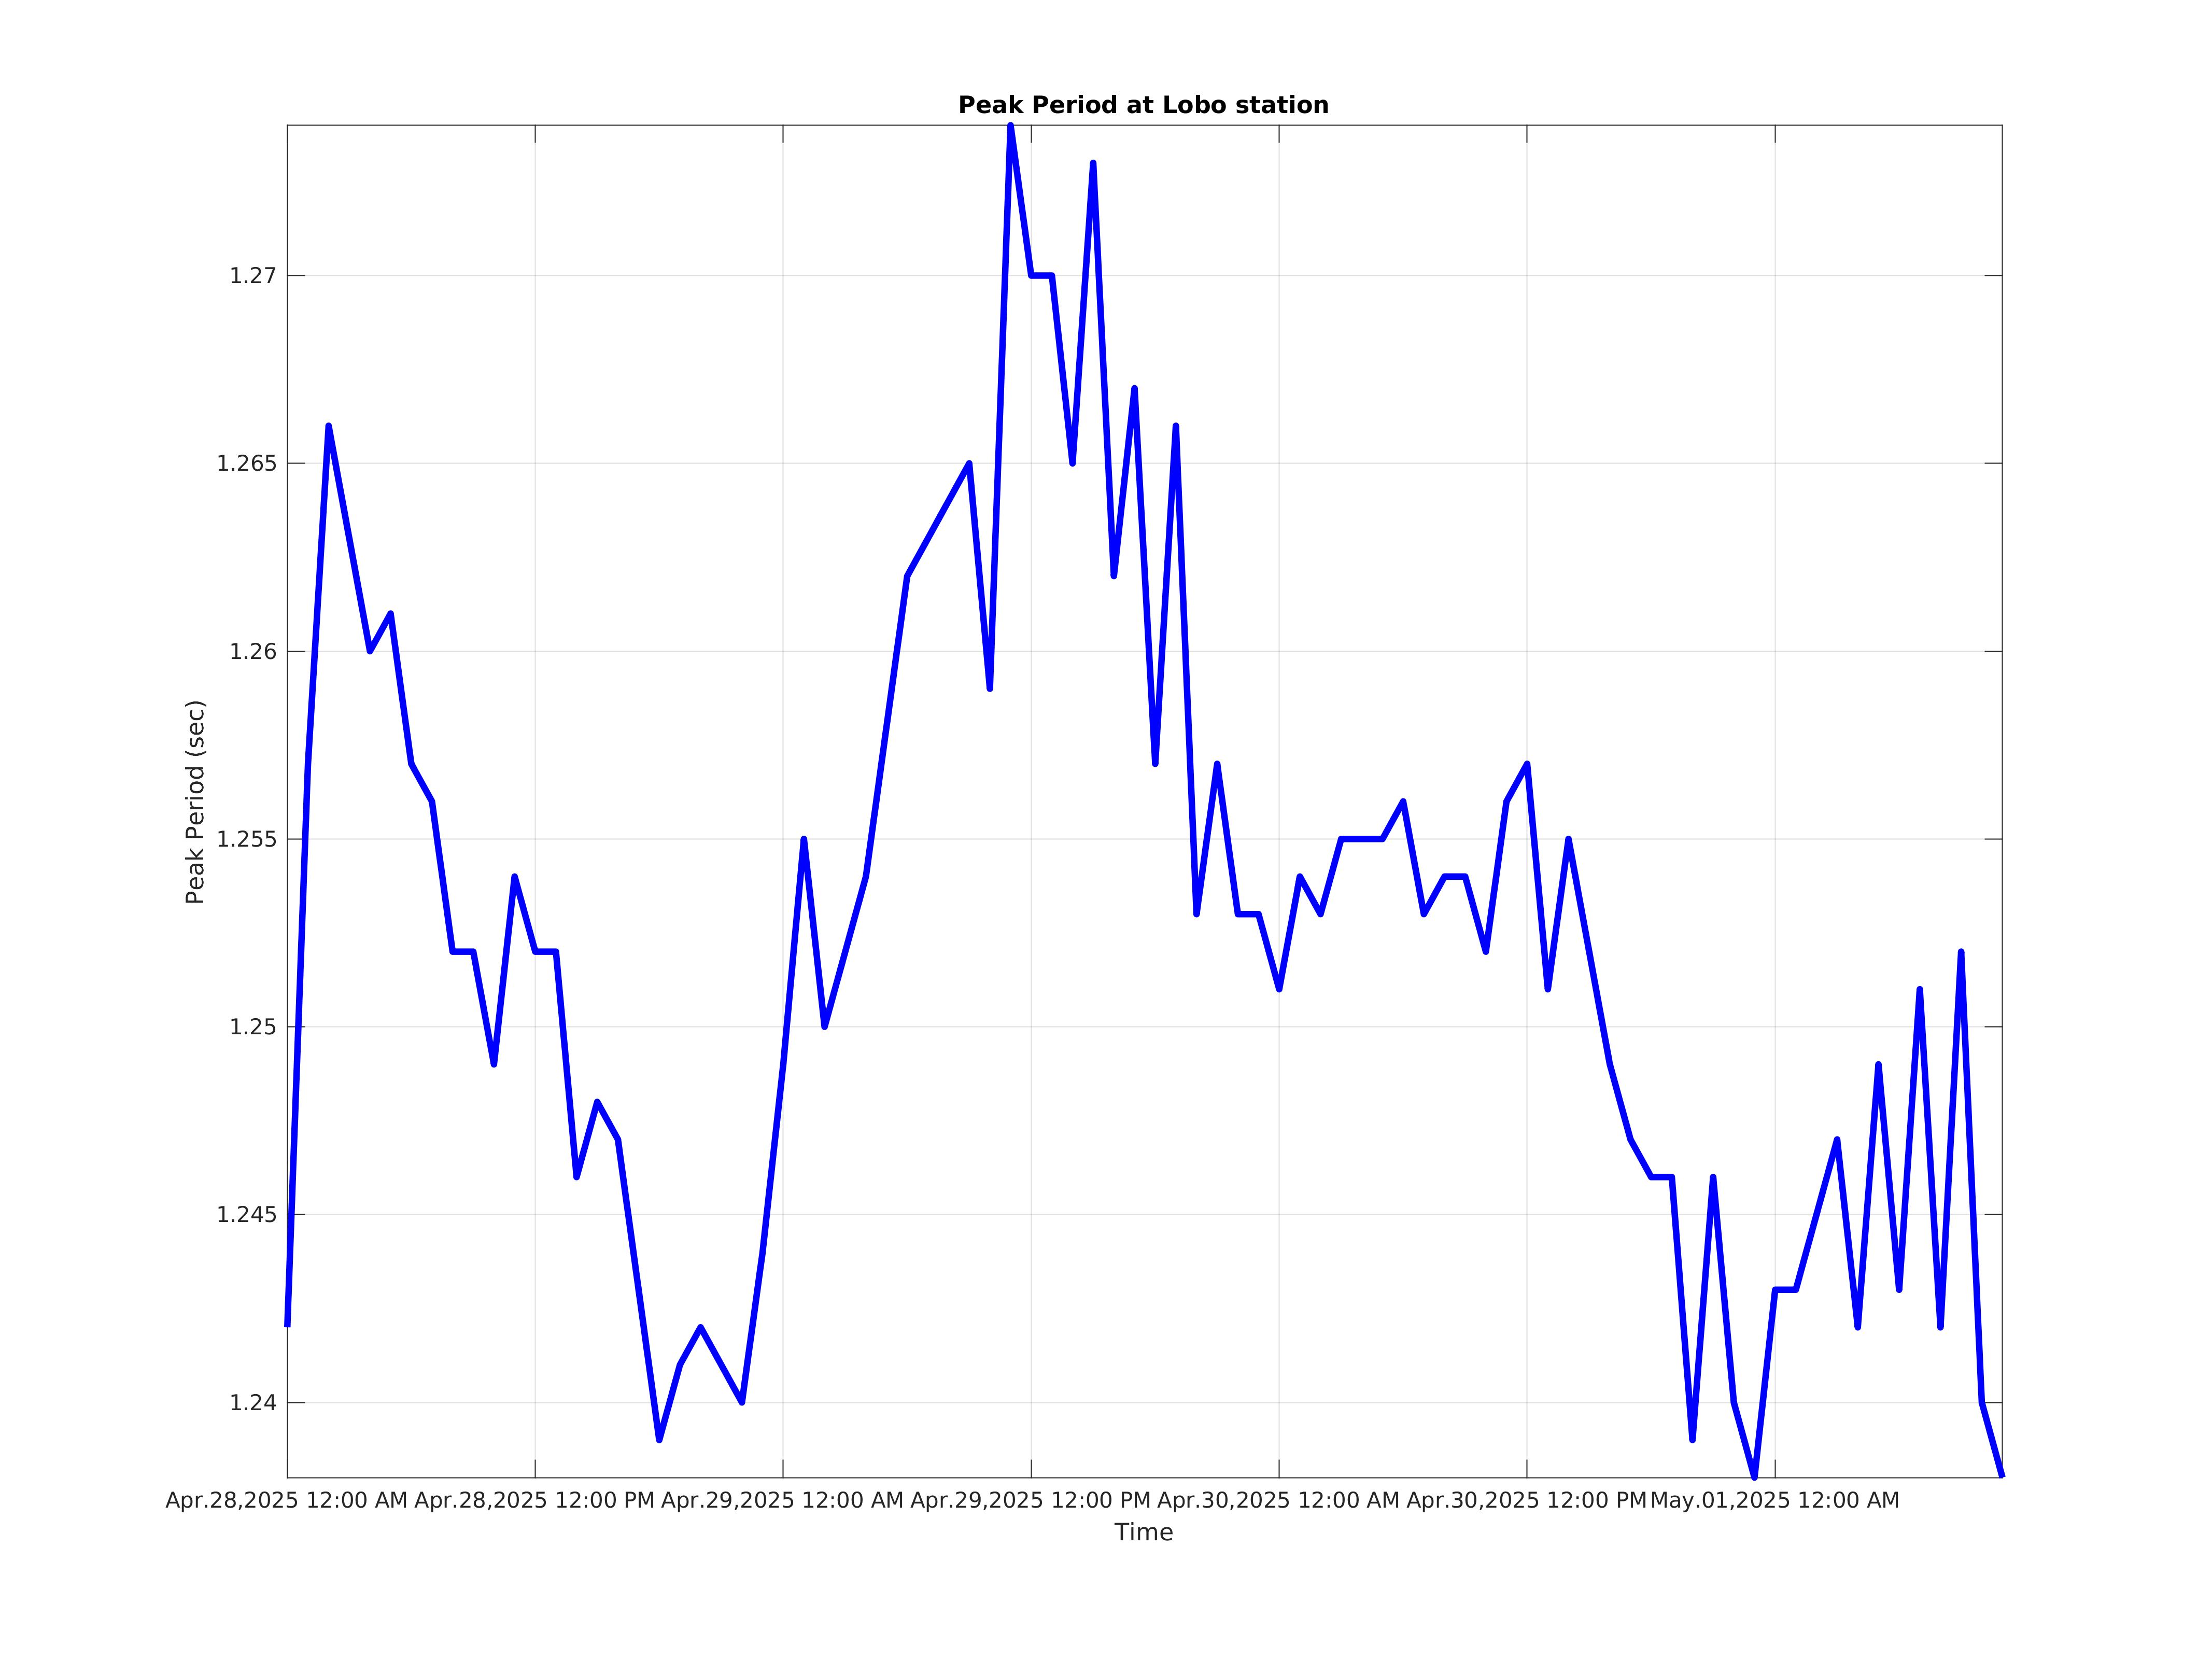 Peak Period at Lobo station
1.27
1.265
1.26
1.255
1.25
1.245
1.24
Peak Period (sec)
Apr.28,2025 12:00 AM Apr.28,2025 12:00 PM Apr.29,2025 12:00 AM Apr.29,2025 12:00 PM Apr.30,2025 12:00 AM Apr.30,2025 12:00 PM May.01,2025 12:00 AM
Time